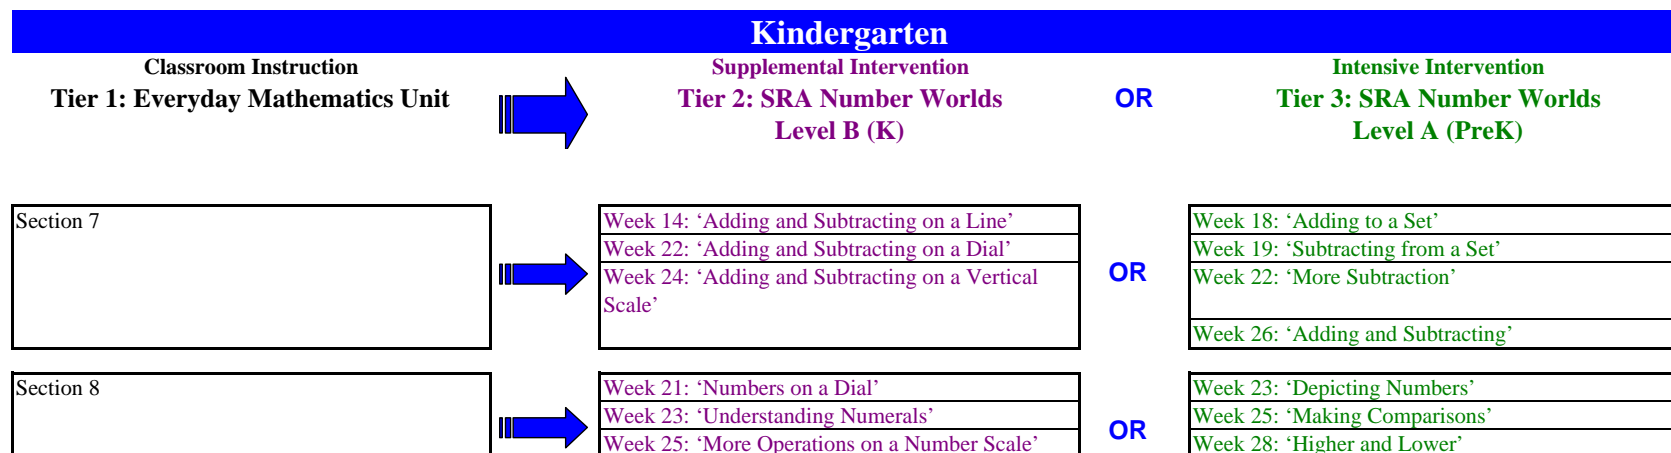 Kindergarten
Classroom Instruction
Tier 1: Everyday Mathematics Unit
Supplemental Intervention
Tier 2: SRA Number Worlds
Level B (K)
OR
Intensive Intervention
Tier 3: SRA Number Worlds
Level A (PreK)
Section 7
Week 14: ‘Adding and Subtracting on a Line’
Week 22: ‘Adding and Subtracting on a Dial’
Week 24: ‘Adding and Subtracting on a Vertical
Scale’
OR
Week 18: ‘Adding to a Set’
Week 19: ‘Subtracting from a Set’
Week 22: ‘More Subtraction’
Week 26: ‘Adding and Subtracting’
Section 8
Week 21: ‘Numbers on a Dial’
Week 23: ‘Understanding Numerals’
Week 25: ‘More Operations on a Number Scale’
OR
Week 23: ‘Depicting Numbers’
Week 25: ‘Making Comparisons’
Week 28: ‘Higher and Lower’